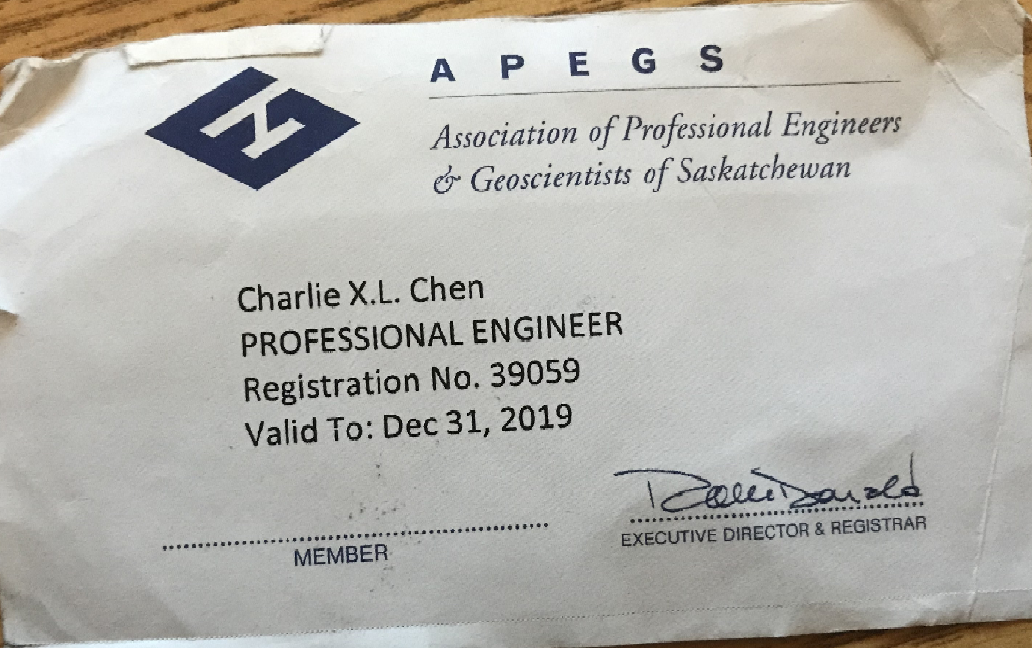 A P E G S
Association of Professional Engineers
& Geoscientists of Saskatchewan
Charlie X.L. Chen
PROFESSIONAL ENGINEER
Registration No. 39059
Valid To: Dec 31, 2019
MEMBER
EXECUTIVE DIRECTOR & REGISTRAR